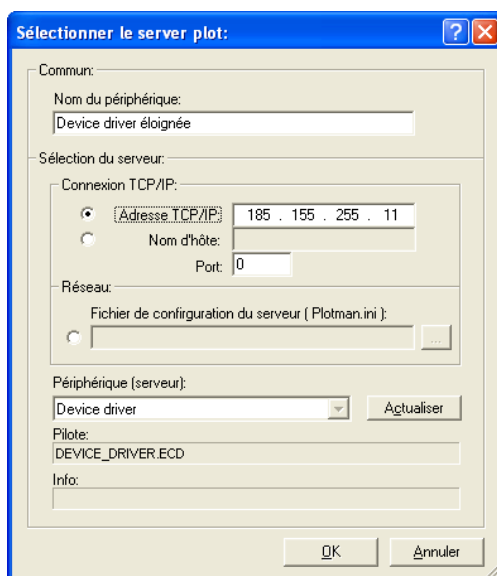 Sélectionner le server plot:
Commun:
Nom du périphérique:
Device driver éloignée
Sélection du serveur:
Connexion TCP/IP:
Adresse TCP/IP: 185 . 155 . 255 . 11
Nom d'hôte:
Port: 0
Réseau:
Fichier de confirguration du serveur ( Plotman.ini ):
...
Périphérique (serveur):
Device driver Actualiser
Pilote:
DEVICE_DRIVER.ECD
Info:
OK Annuler